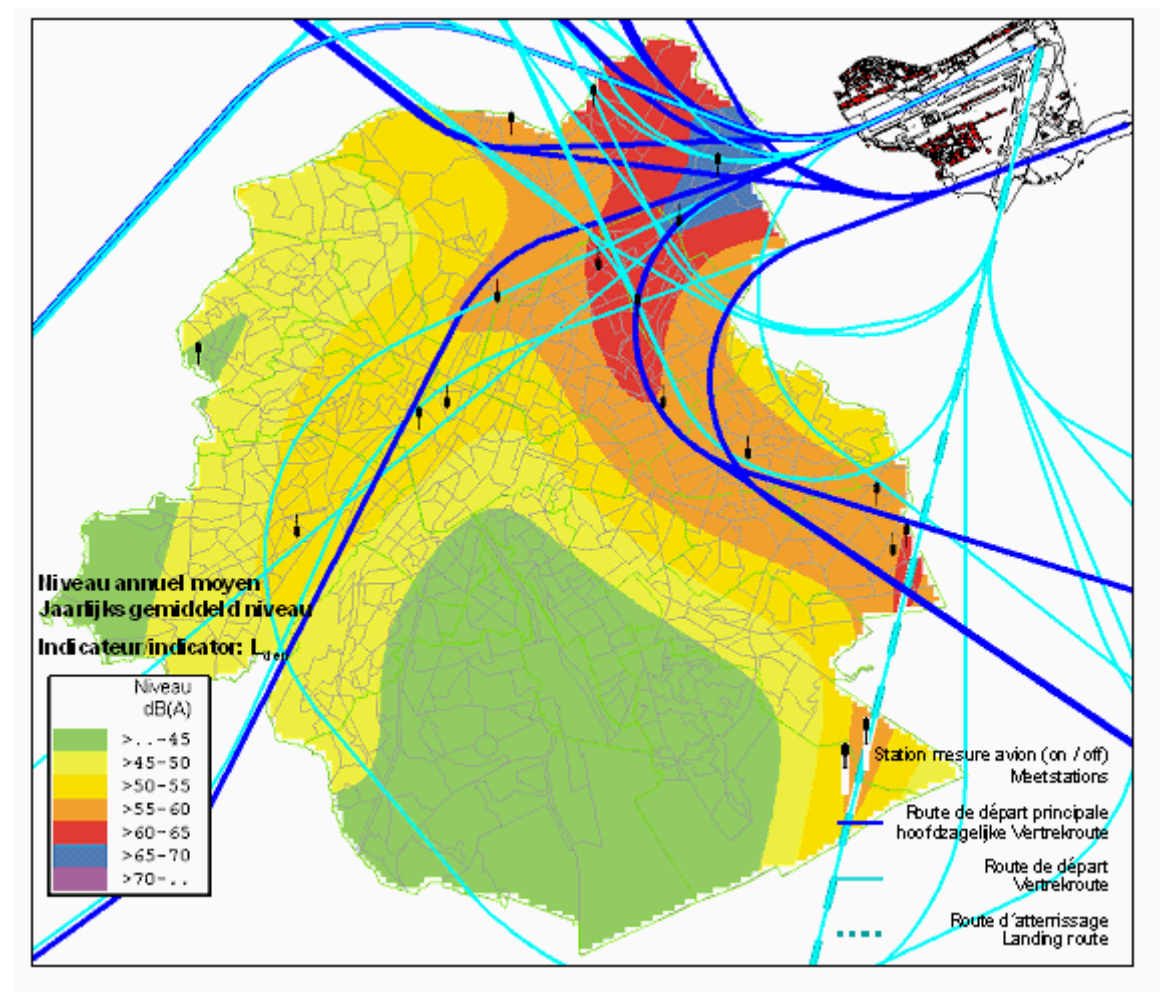 Niveau annuel moyen
Jaarlijks gemiddeld niveau
Indicateur/indicator: Lden
Niveau
dB(A)
>..-45
>45-50
>50-55
>55-60
>60-65
>65-70
>70-..
Station mesure avion (on / off)
Meetstations
Route de départ principale
hoofdzagelijke Vertrekroute
Route de départ
Vertrekroute
Route d'atterrissage
Landing route